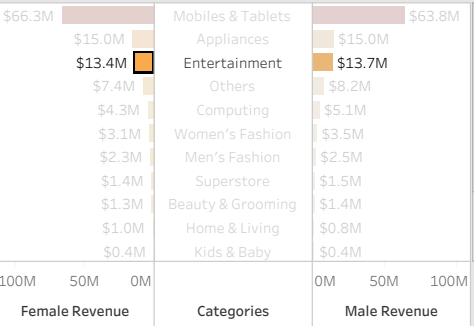 $66.3M Mobiles & Tablets $63.8M
$15.0M Appliances $15.0M
$13.4M Entertainment $13.7M
$7.4M Others $8.2M
$4.3M Computing $5.1M
$3.1M Women's Fashion $3.5M
$2.3M Men's Fashion $2.5M
$1.4M Superstore $1.5M
$1.3M Beauty & Grooming $1.4M
$1.0M Home & Living $0.8M
$0.4M Kids & Baby $0.4M
100M 50M 0M 0M 50M 100M
Female Revenue Categories Male Revenue